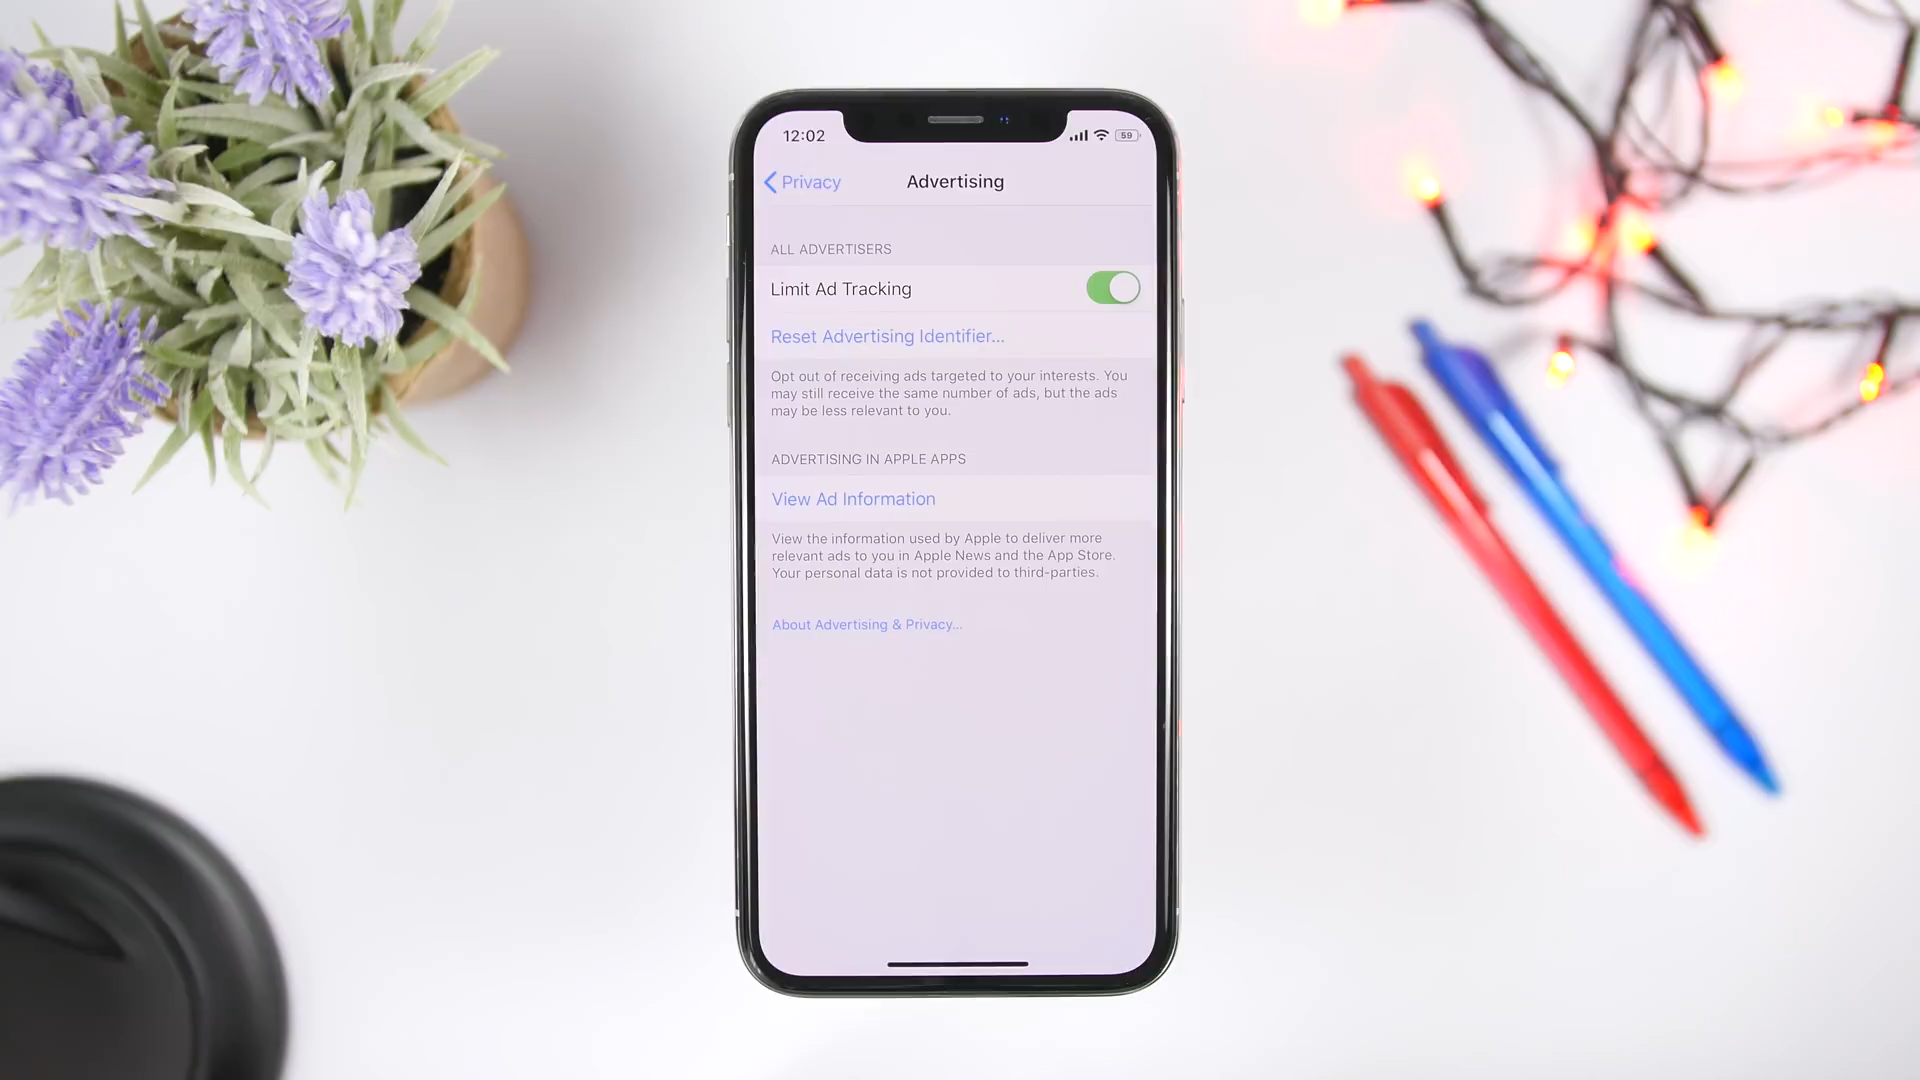 12:02
59
Privacy
Advertising
ALL ADVERTISERS
Limit Ad Tracking
Reset Advertising Identifier...
Opt out of receiving ads targeted to your interests. You
may still receive the same number of ads, but the ads
may be less relevant to you.
ADVERTISING IN APPLE APPS
View Ad Information
View the information used by Apple to deliver more
relevant ads to you in Apple News and the App Store.
Your personal data is not provided to third-parties.
About Advertising & Privacy...